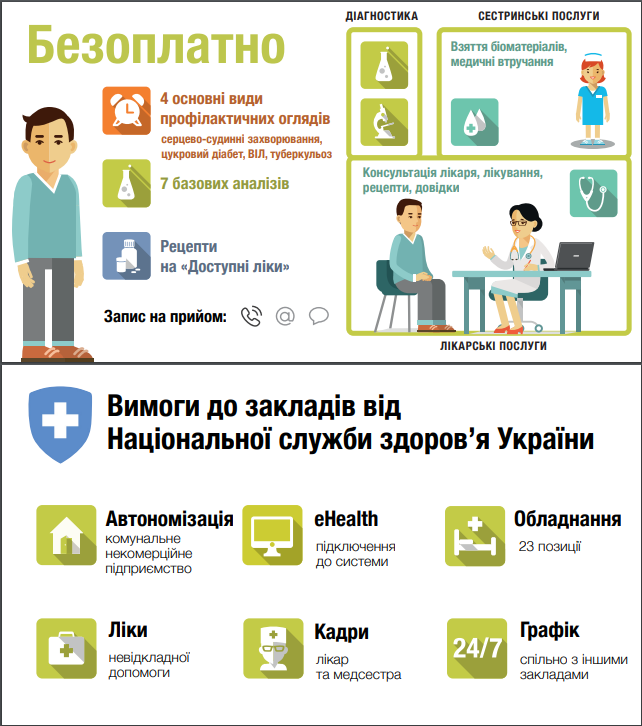 Безоплатно
4 основні види
профілактичних оглядів
серцево-судинні захворювання,
цукровий діабет, ВІЛ, туберкульоз
7 базових аналізів
Рецепти
на «Доступні ліки»
Запис на прийом:
ДІАГНОСТИКА
СЕСТРИНСЬКІ ПОСЛУГИ
Взяття біоматеріалів,
медичні втручання
Консультація лікаря, лікування,
рецепти, довідки
ЛІКАРСЬКІ ПОСЛУГИ
Вимоги до закладів від
Національної служби здоров’я України
Автономізація
комунальне
некомерційне
підприємство
eHealth
підключення
до системи
Обладнання
23 позиції
Ліки
невідкладної
допомоги
Кадри
лікар
та медсестра
24/7
Графік
спільно з іншими
закладами